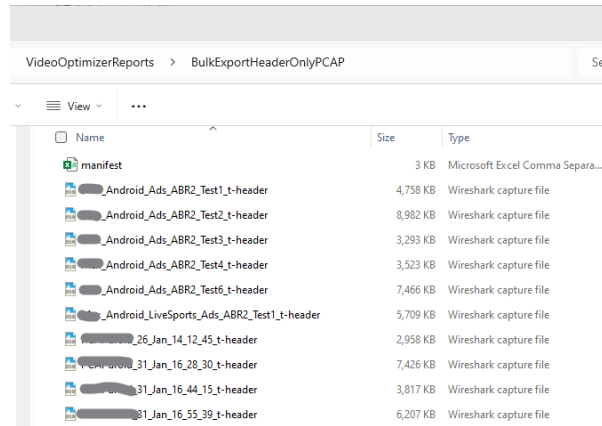 VideoOptimizerReports > BulkExportHeaderOnlyPCAP Se
View
Name Size Type
manifest 3 KB Microsoft Excel Comma Separa...
_Android_Ads_ABR2_Test1_t-header 4,758 KB Wireshark capture file
_Android_Ads_ABR2_Test2_t-header 8,982 KB Wireshark capture file
_Android_Ads_ABR2_Test3_t-header 3,293 KB Wireshark capture file
_Android_Ads_ABR2_Test4_t-header 3,523 KB Wireshark capture file
_Android_Ads_ABR2_Test6_t-header 7,466 KB Wireshark capture file
_Android_LiveSports_Ads_ABR2_Test1_t-header 5,709 KB Wireshark capture file
_26_Jan_14_12_45_t-header 2,958 KB Wireshark capture file
_31_Jan_16_28_30_t-header 7,426 KB Wireshark capture file
_31_Jan_16_44_15_t-header 3,817 KB Wireshark capture file
31_Jan_16_55_39_t-header 6,207 KB Wireshark capture file